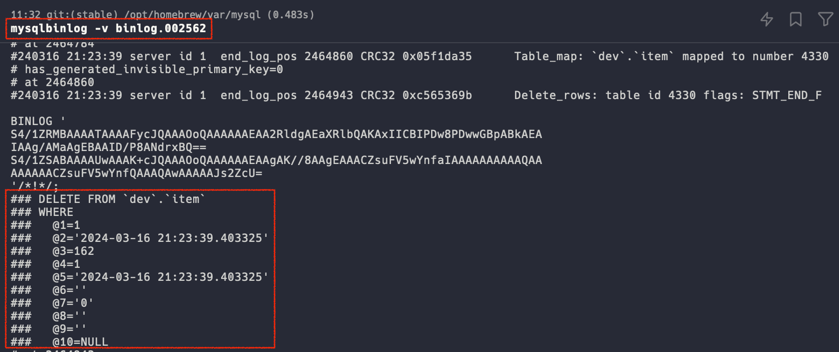 11:32 git:(stable) /opt/homebrew/var/mysql (0.483s)
mysqlbinlog -v binlog.002562
# at 2464784
#240316 21:23:39 server id 1  end_log_pos 2464860 CRC32 0x05f1da35      Table_map: `dev`.`item` mapped to number 4330
# has_generated_invisible_primary_key=0
# at 2464860
#240316 21:23:39 server id 1  end_log_pos 2464943 CRC32 0xc565369b      Delete_rows: table id 4330 flags: STMT_END_F
BINLOG '
S4/1ZRMBAAAATAAAAFycJQAAAOoQAAAAAAEAA2RldgAEaXRlbQAKAxIICBIPDw8PDwwGBpABkAEA
IAAg/AMaAgEBAAID/P8ANdrxBQ==
S4/1ZSABAAAAUwAAAK+cJQAAAOoQAAAAAAEAAgAK//8AAgEAAACZsuFV5wYnfaIAAAAAAAAAAQAA
AAAAAACZsuFV5wYnfQAAAQAwAAAAAJs2ZcU=
'/*!*/;
### DELETE FROM `dev`.`item`
### WHERE
###   @1=1
###   @2='2024-03-16 21:23:39.403325'
###   @3=162
###   @4=1
###   @5='2024-03-16 21:23:39.403325'
###   @6=''
###   @7='0'
###   @8=''
###   @9=''
###   @10=NULL